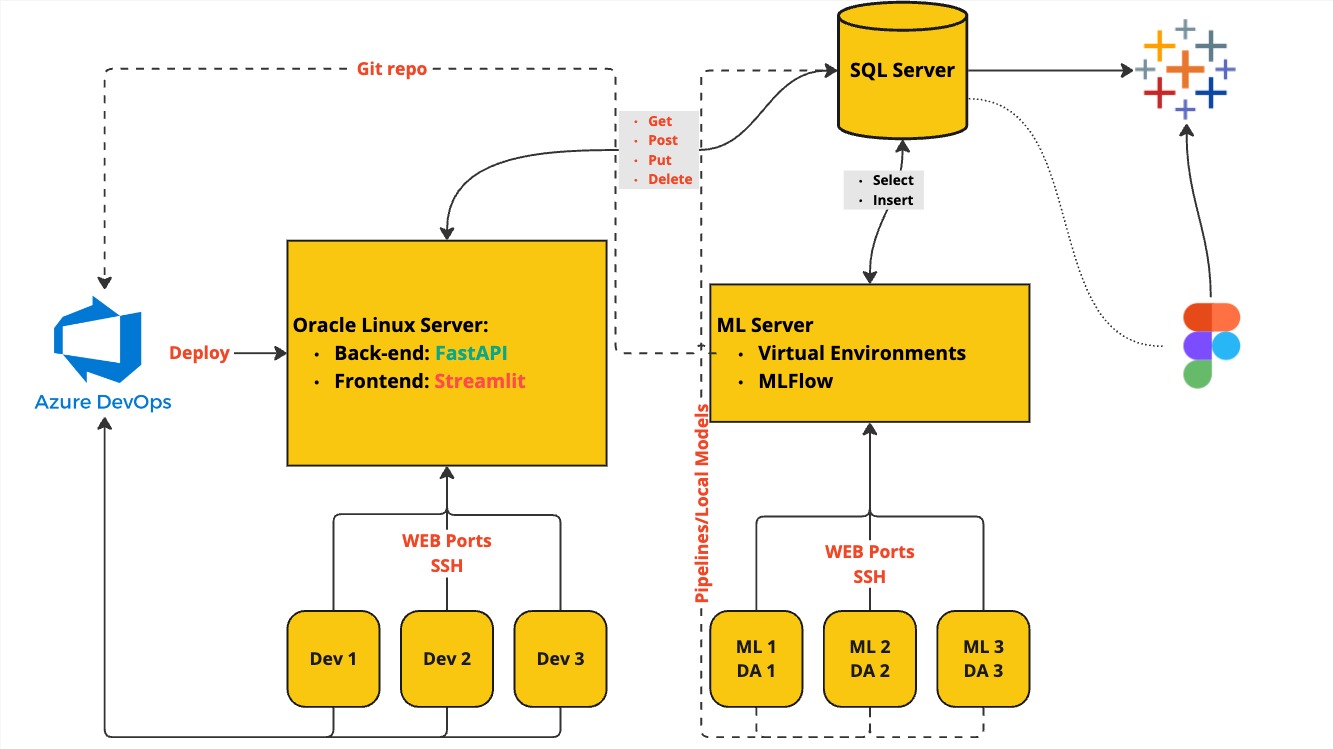 Git repo
SQL Server
· Get
· Post
· Put
· Delete
· Select
· Insert
Azure DevOps
Deploy
Oracle Linux Server:
· Back-end: FastAPI
· Frontend: Streamlit
ML Server
· Virtual Environments
· MLFlow
Pipelines/Local Models
WEB Ports
SSH
WEB Ports
SSH
Dev 1
Dev 2
Dev 3
ML 1
DA 1
ML 2
DA 2
ML 3
DA 3